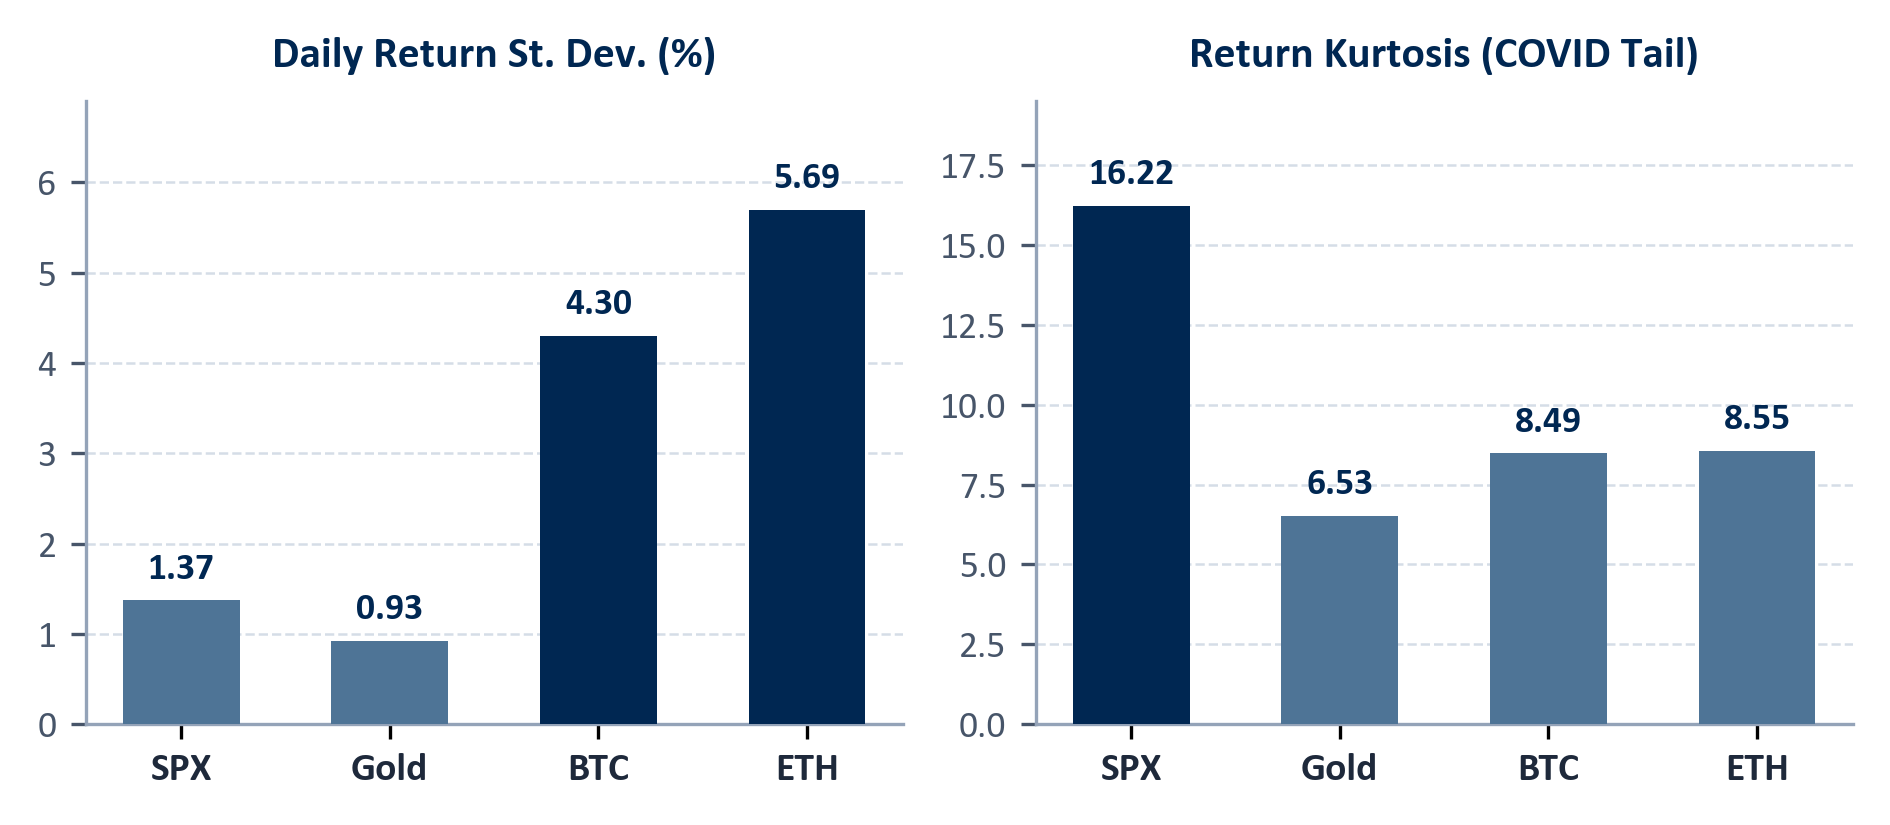 Daily Return St. Dev. (%)
6
5
4
3
2
1
0
1.37
0.93
4.30
5.69
SPX
Gold
BTC
ETH
Return Kurtosis (COVID Tail)
17.5
15.0
12.5
10.0
7.5
5.0
2.5
0.0
16.22
6.53
8.49
8.55
SPX
Gold
BTC
ETH